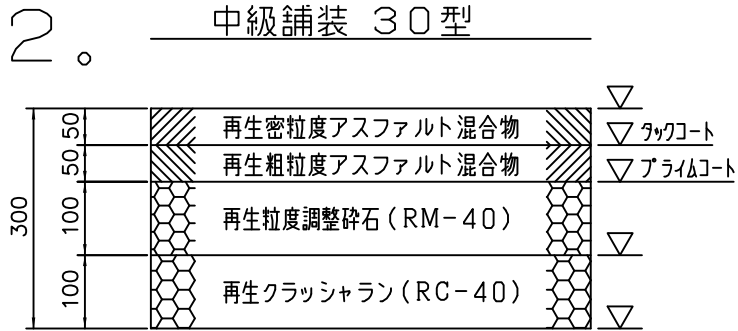 2。
中級舗装 30型
50 再生密粒度アスファルト混合物
タックコート
50 再生粗粒度アスファルト混合物
プライムコート
300
100 再生粒度調整砕石(RM-40)
100 再生クラッシャラン(RC-40)